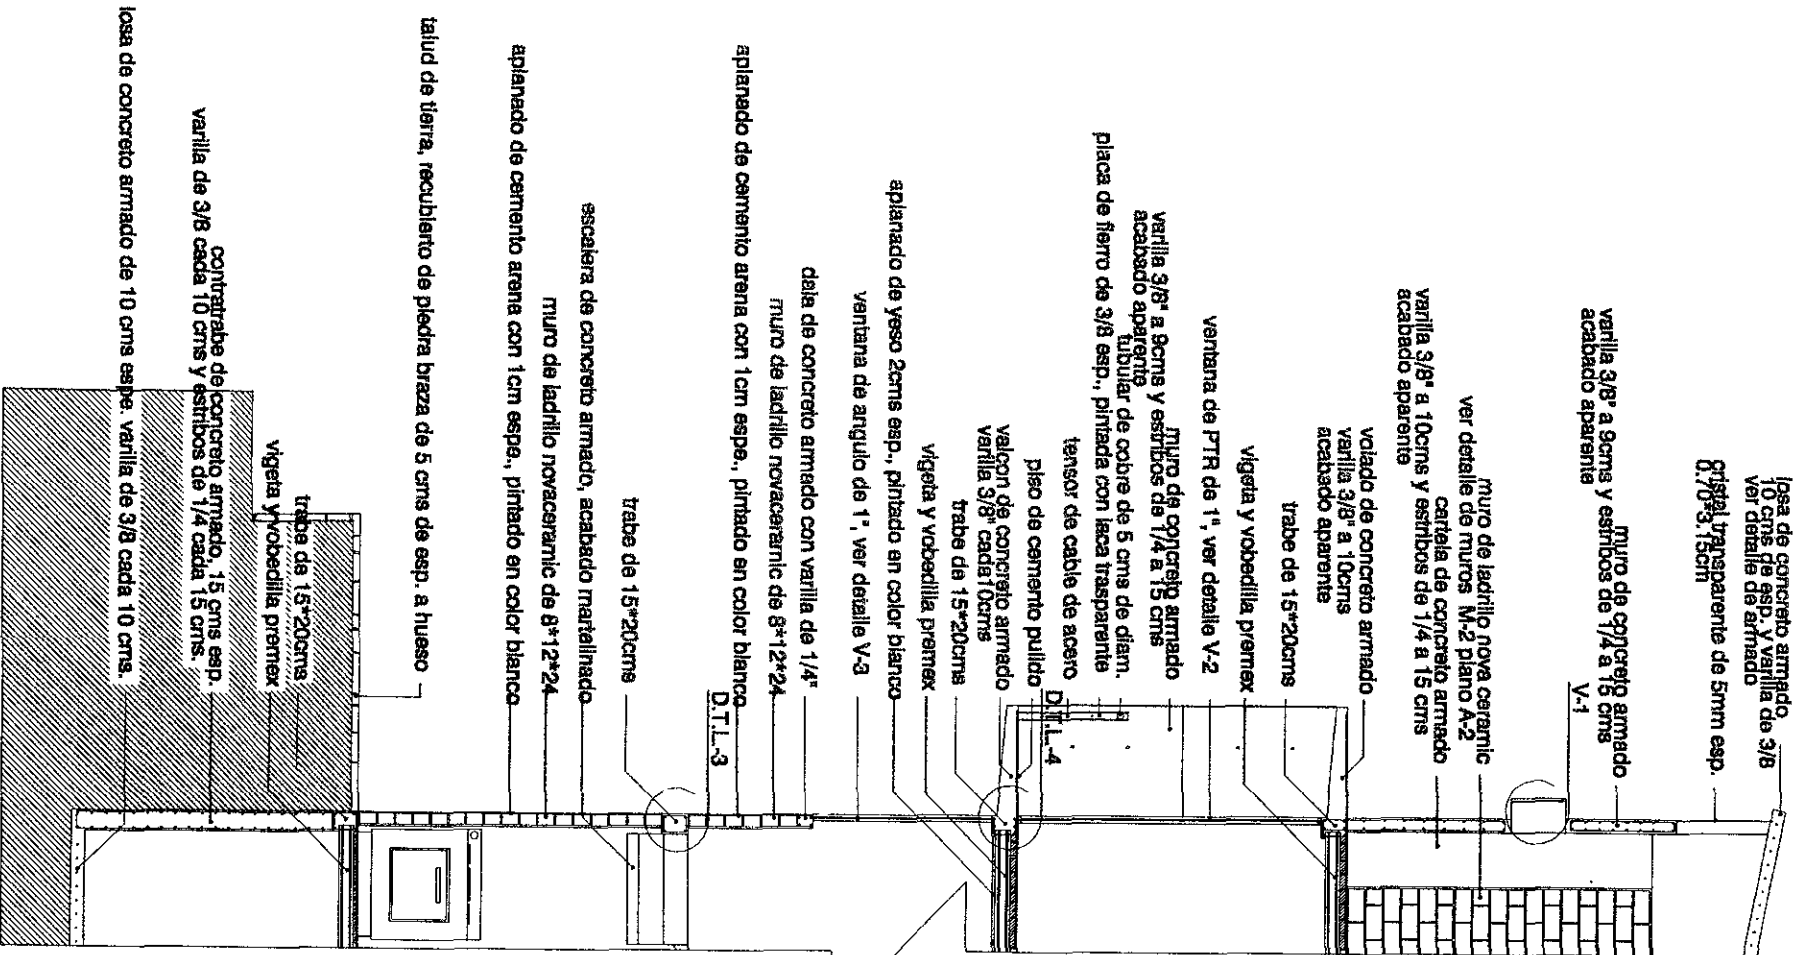 losa de concreto armado
10 cms de esp. y varilla de 3/8
ver detalle de armado
cristal transparente de 5mm esp.
0.70*3.15cm
V-1
muro de concreto armado
varilla 3/8" a 9cms y estribos de 1/4 a 15 cms
acabado aparente
muro de ladrillo nova ceramic
ver detalle de muros M-2 plano A-2
cartela de concreto armado
varilla 3/8" a 10cms y estribos de 1/4 a 15 cms
acabado aparente
volado de concreto armado
varilla 3/8" a 10cms
acabado aparente
trabe de 15*20cms
vigeta y vobedilla premex
ventana de PTR de 1", ver detalle V-2
muro de concreto armado
varilla 3/8" a 9cms y estribos de 1/4 a 15 cms
acabado aparente
tubular de cobre de 5 cms de diam.
placa de fierro de 3/8 esp., pintada con laca trasparente
tensor de cable de acero
D.T.L.-4
piso de cemento pulido
valcon de concreto armado
varilla 3/8" cada10cms
trabe de 15*20cms
vigeta y vobedilla premex
aplanado de yeso 2cms esp., pintado en color blanco
ventana de angulo de 1", ver detalle V-3
dala de concreto armado con varilla de 1/4"
muro de ladrillo novaceramic de 8*12*24
aplanado de cemento arena con 1cm espe., pintado en color blanco
D.T.L.-3
trabe de 15*20cms
escalera de concreto armado, acabado martelinado
muro de ladrillo novaceramic de 8*12*24
aplanado de cemento arena con 1cm espe., pintado en color blanco
talud de tierra, recubierto de piedra braza de 5 cms de esp. a hueso
trabe de 15*20cms
vigeta y vobedilla premex
contratrabe de concreto armado, 15 cms esp.
varilla de 3/8 cada 10 cms y estribos de 1/4 cada 15 cms.
losa de concreto armado de 10 cms espe. varilla de 3/8 cada 10 cms.